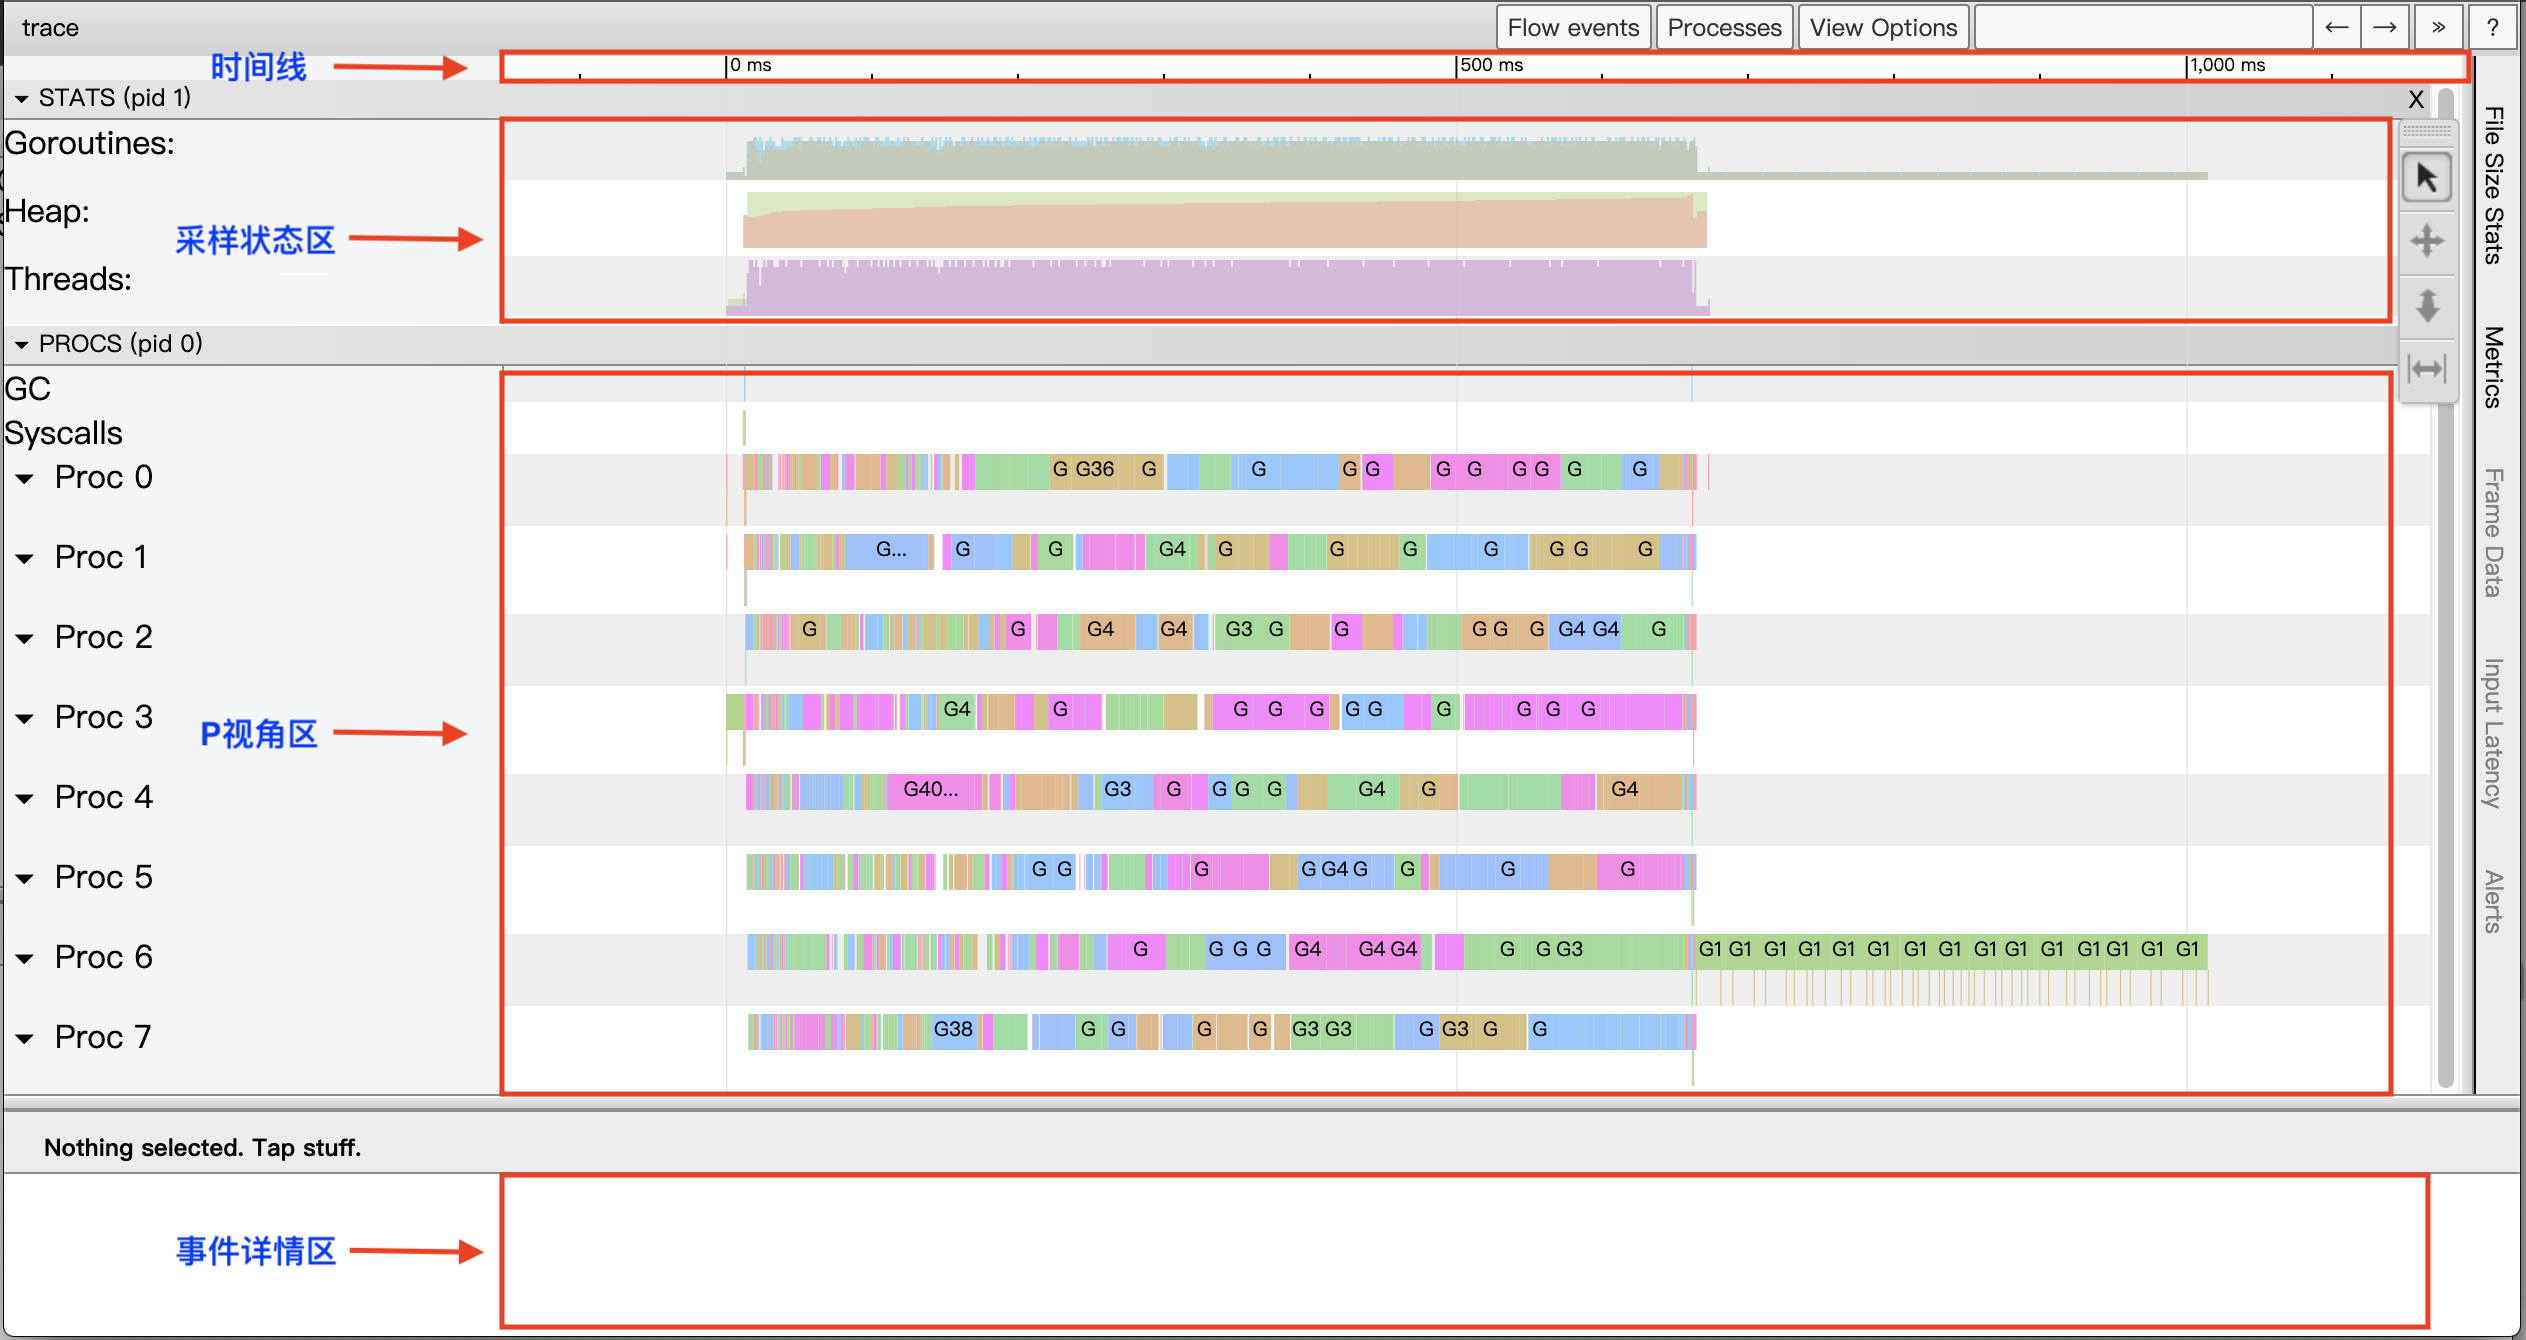 trace
Flow events
Processes
View Options
←
→
»
?
时间线
0 ms
500 ms
1,000 ms
STATS (pid 1)
X
Goroutines:
Heap:
采样状态区
Threads:
PROCS (pid 0)
GC
Syscalls
Proc 0
G G36 G G G G G G G G G G
Proc 1
G... G G G4 G G G G G G G
Proc 2
G G G4 G4 G3 G G G G G G4 G4 G
Proc 3
G4 G G G G G G G G G G
P视角区
Proc 4
G40... G3 G G G G G4 G G4
Proc 5
G G G G G4 G G G G
Proc 6
G G G G G4 G4 G4 G G G3 G1 G1 G1 G1 G1 G1 G1 G1 G1 G1 G1 G1 G1 G1 G1
Proc 7
G38 G G G G G3 G3 G G3 G G
File Size Stats
Metrics
Frame Data
Input Latency
Alerts
Nothing selected. Tap stuff.
事件详情区